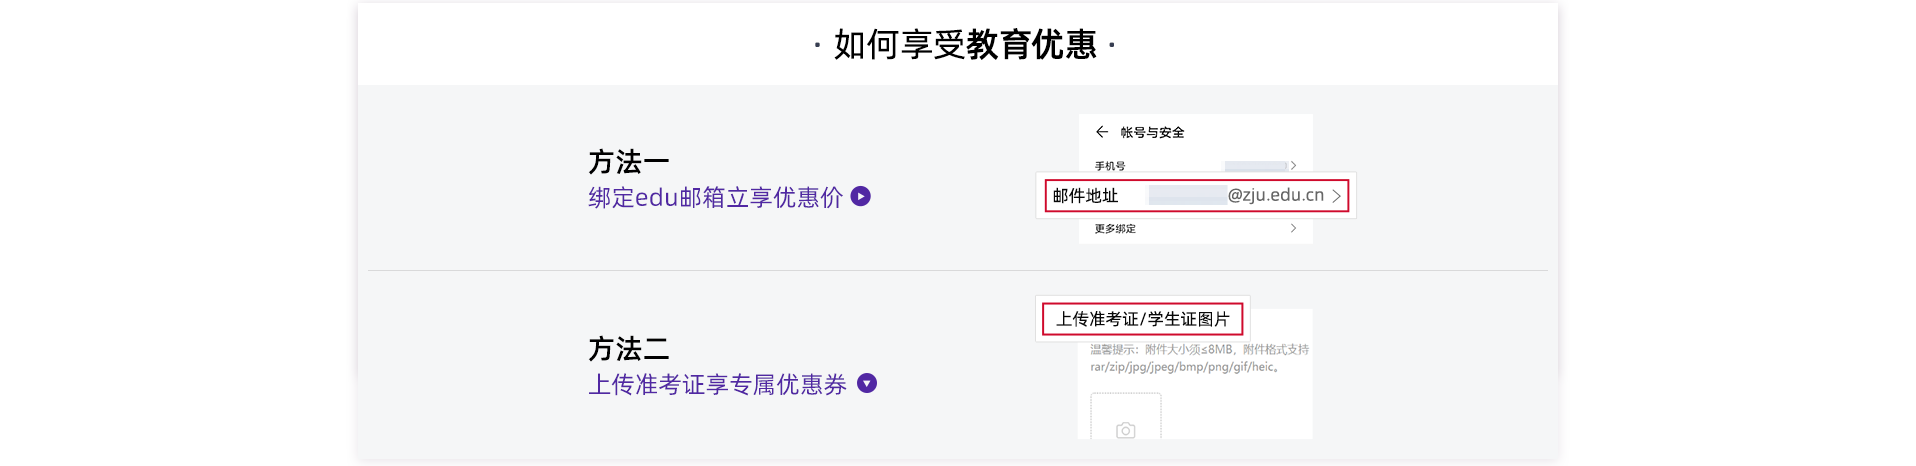 · 如何享受教育优惠 ·
方法一
绑定edu邮箱立享优惠价
帐号与安全
手机号
邮件地址 @zju.edu.cn
更多绑定
方法二
上传准考证享专属优惠券
上传准考证/学生证图片
温馨提示：附件大小须≤8MB，附件格式支持
rar/zip/jpg/jpeg/bmp/png/gif/heic。